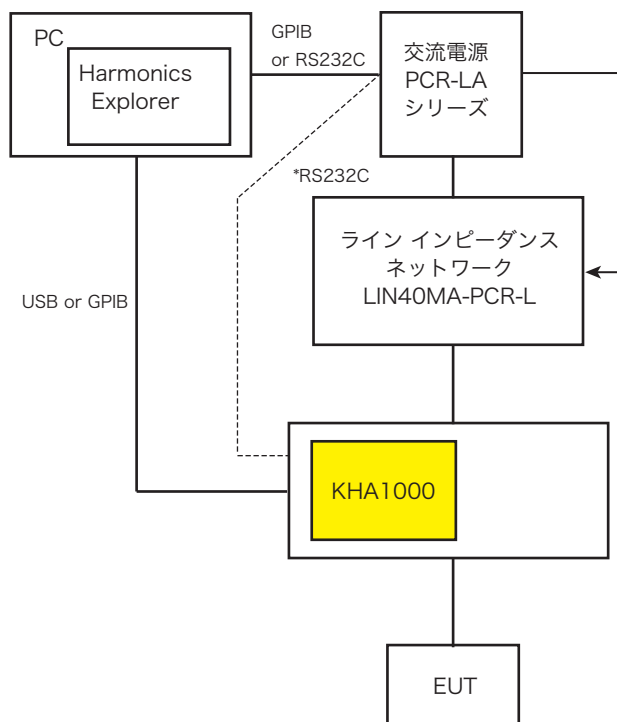 PC
Harmonics
Explorer
GPIB
or RS232C
交流電源
PCR-LA
シリーズ
*RS232C
ライン インピーダンス
ネットワーク
LIN40MA-PCR-L
USB or GPIB
KHA1000
EUT